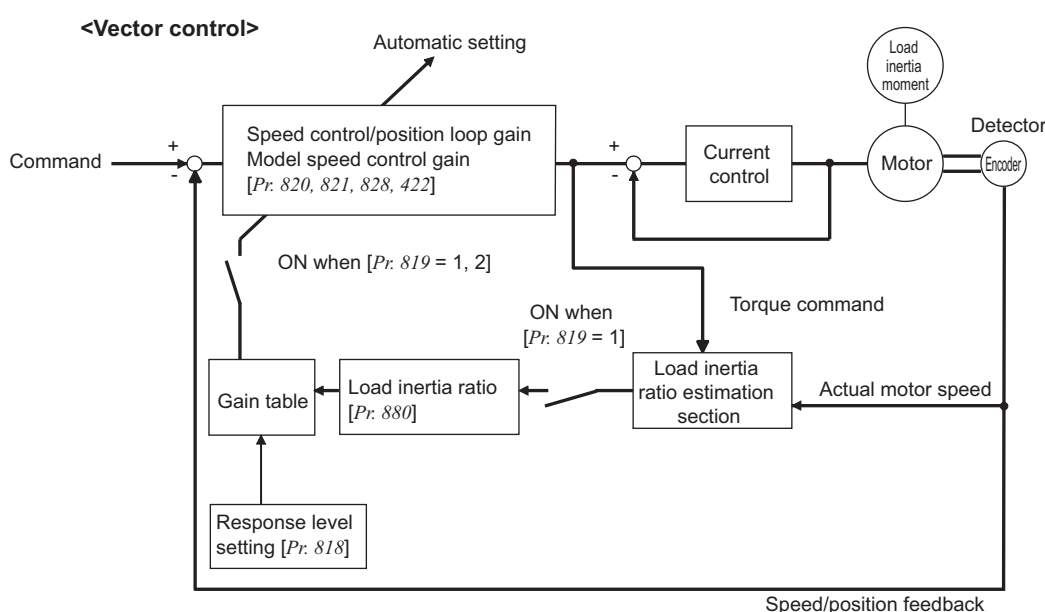 <Vector control>
Automatic setting
Load
inertia
moment
Detector
Speed control/position loop gain
Model speed control gain
[Pr. 820, 821, 828, 422]
Command
+
-
+
-
Current
control
Motor
Encoder
ON when [Pr. 819 = 1, 2]
Torque command
ON when
[Pr. 819 = 1]
Gain table
Load inertia ratio
[Pr. 880]
Load inertia
ratio estimation
section
Actual motor speed
Response level
setting [Pr. 818]
Speed/position feedback